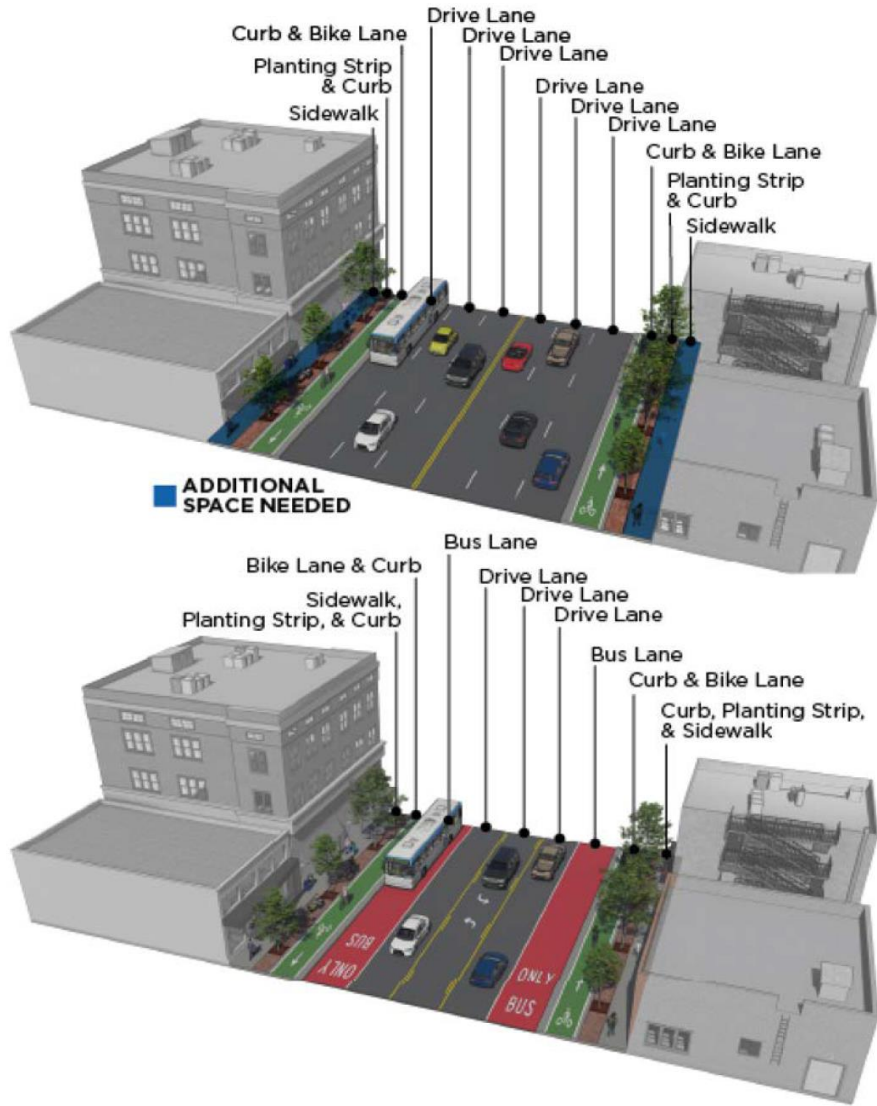 Drive Lane
Drive Lane
Drive Lane
Curb & Bike Lane
Planting Strip
& Curb
Sidewalk
Drive Lane
Drive Lane
Drive Lane
Curb & Bike Lane
Planting Strip
& Curb
Sidewalk
ADDITIONAL
SPACE NEEDED
Bus Lane
Bike Lane & Curb
Sidewalk,
Planting Strip, & Curb
Drive Lane
Drive Lane
Drive Lane
Bus Lane
Curb & Bike Lane
Curb, Planting Strip,
& Sidewalk
BUS
ONLY
ONLY
BUS